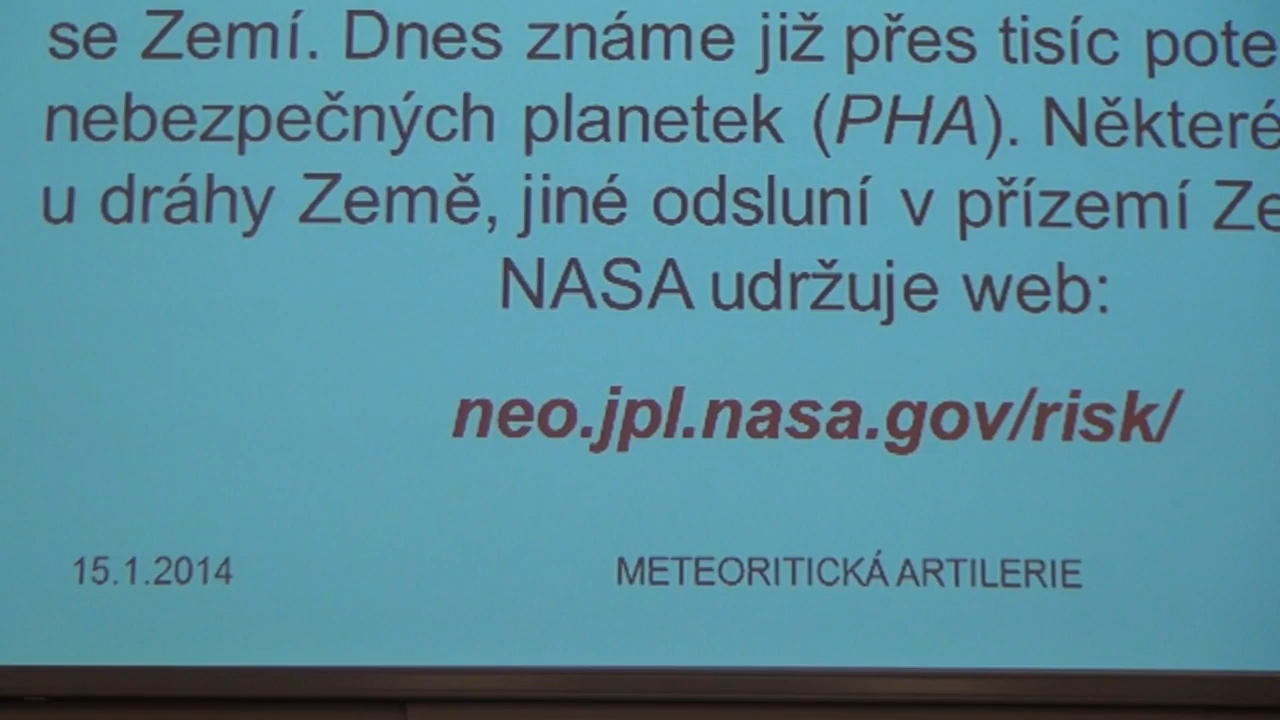 se Zemí. Dnes známe již přes tisíc pote
nebezpečných planetek (PHA). Některé
u dráhy Země, jiné odsluní v přízemí Ze
NASA udržuje web:
neo.jpl.nasa.gov/risk/
15.1.2014 METEORITICKÁ ARTILERIE